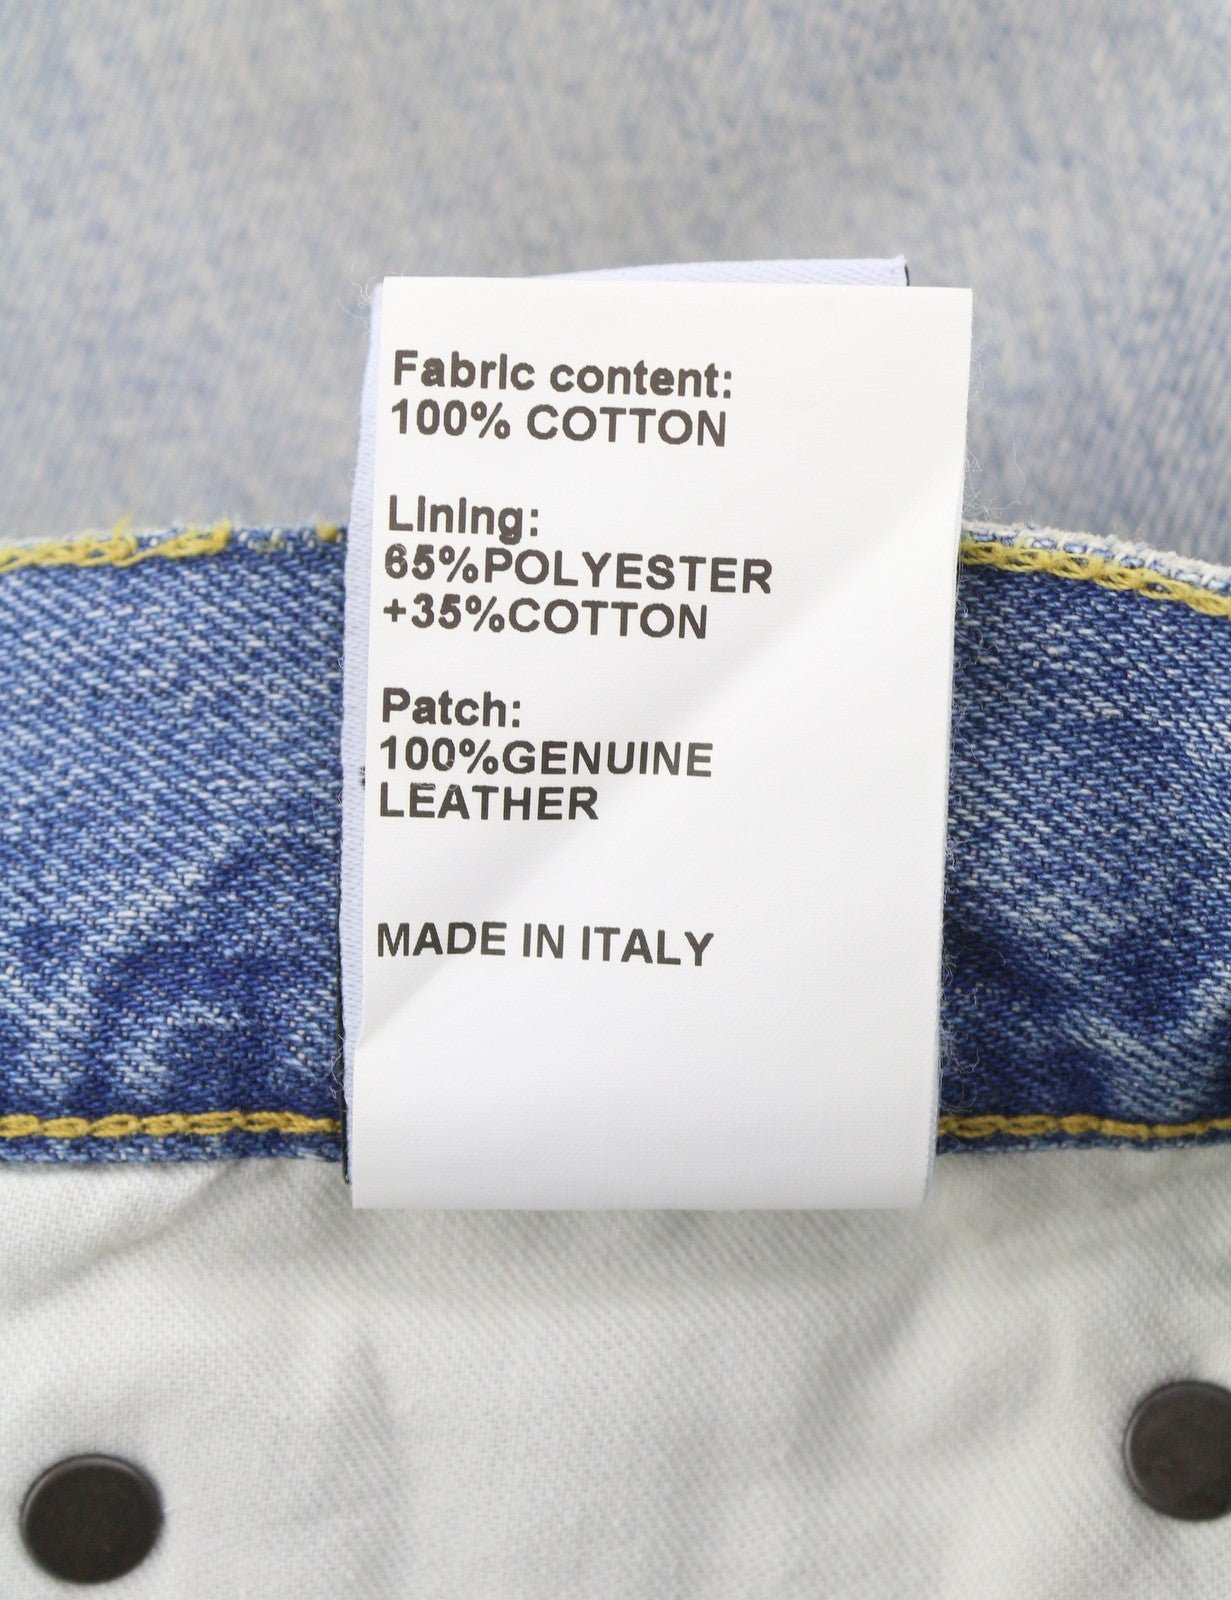 Fabric content:
100% COTTON
Lining:
65%POLYESTER
+35%COTTON
Patch:
100%GENUINE
LEATHER
MADE IN ITALY